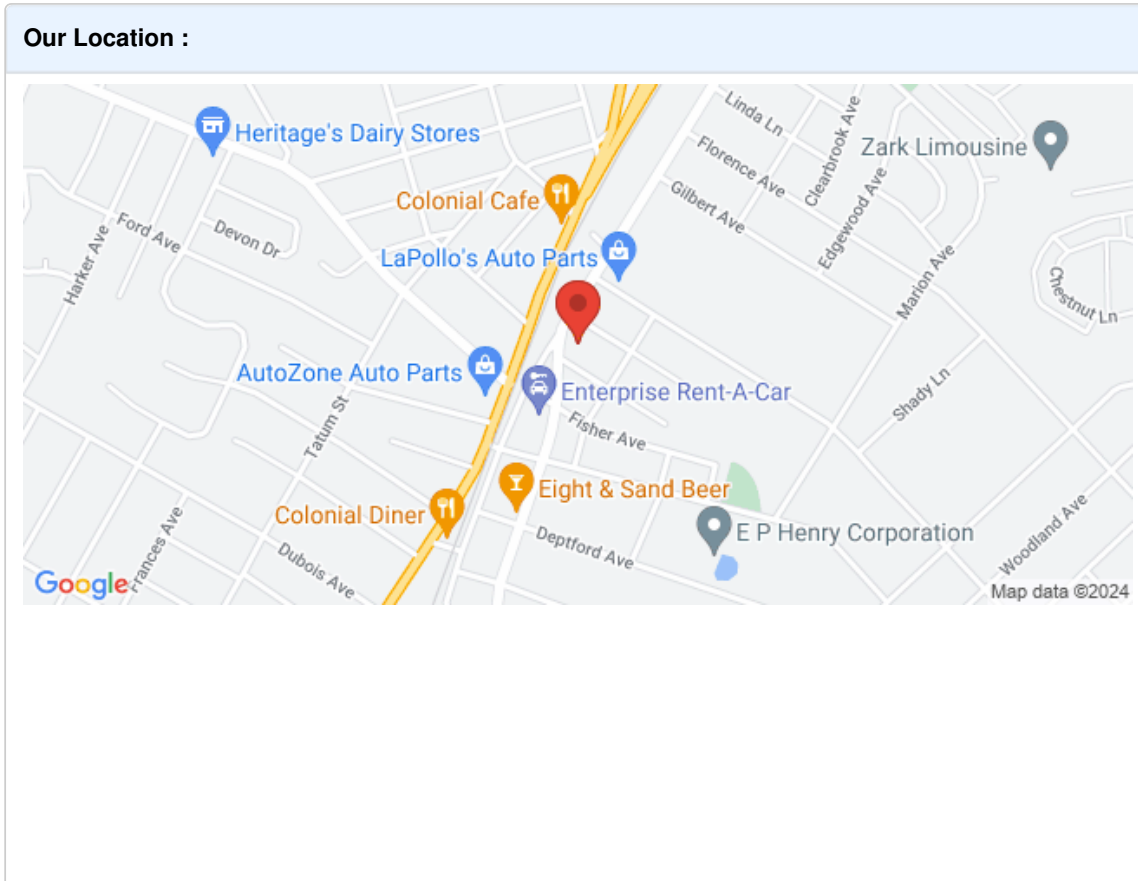 Our Location :
Heritage's Dairy Stores
Linda Ln
Clearbrook Ave
Zark Limousine
Florence Ave
Colonial Cafe
Gilbert Ave
Edgewood Ave
Ford Ave
Devon Dr
Harker Ave
LaPollo's Auto Parts
Marion Ave
Chestnut Ln
AutoZone Auto Parts
Enterprise Rent-A-Car
Shady Ln
Tatum St
Fisher Ave
Eight & Sand Beer
Colonial Diner
E P Henry Corporation
Frances Ave
Deptford Ave
Woodland Ave
Dubois Ave
Google
Map data ©2024